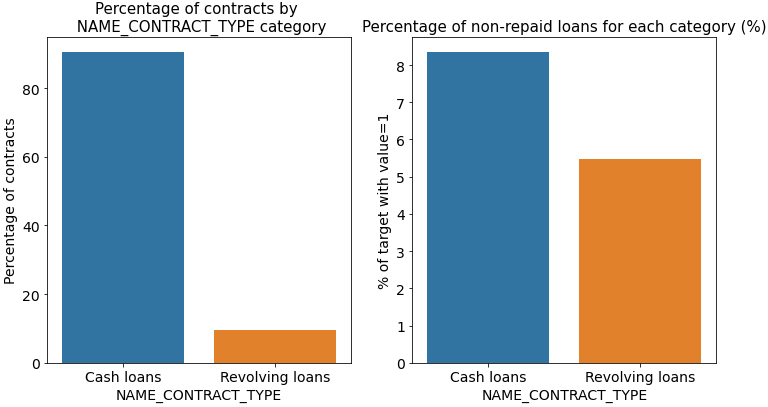 Percentage of contracts by
NAME_CONTRACT_TYPE category
Percentage of contracts
80
60
40
20
0
Cash loans
Revolving loans
NAME_CONTRACT_TYPE
Percentage of non-repaid loans for each category (%)
% of target with value=1
8
7
6
5
4
3
2
1
0
Cash loans
Revolving loans
NAME_CONTRACT_TYPE